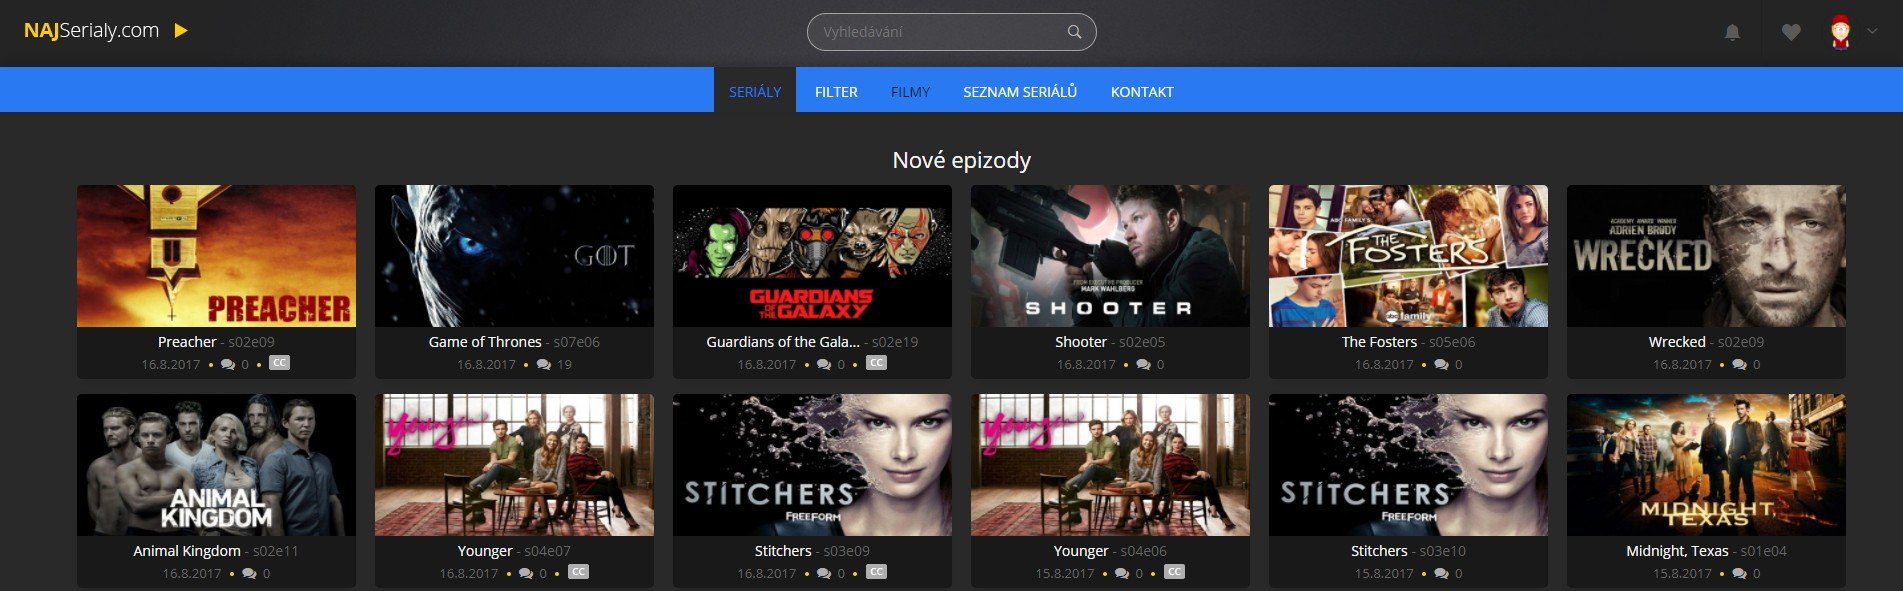 NAJSerialy.com
Vyhledávání
SERIÁLY FILTER FILMY SEZNAM SERIÁLŮ KONTAKT
Nové epizody
PREACHER
Preacher - s02e09
16.8.2017 • 0 • CC
GOT
Game of Thrones - s07e06
16.8.2017 • 19
GUARDIANS
OF THE GALAXY
Guardians of the Gala... - s02e19
16.8.2017 • 0 • CC
FROM EXECUTIVE PRODUCER
MARK WAHLBERG
SHOOTER
Shooter - s02e05
16.8.2017 • 0
ABC FAMILY'S
THE
FOSTERS
abc family
The Fosters - s05e06
16.8.2017 • 0
ACADEMY AWARD WINNER
ADRIEN BRODY
WRECKED
Wrecked - s02e09
16.8.2017 • 0
ANIMAL
KINGDOM
Animal Kingdom - s02e11
16.8.2017 • 0
Younger
Younger - s04e07
16.8.2017 • 0 • CC
STITCHERS
FREEFORM
Stitchers - s03e09
16.8.2017 • 0 • CC
Younger
Younger - s04e06
15.8.2017 • 0 • CC
STITCHERS
FREEFORM
Stitchers - s03e10
15.8.2017 • 0
MIDNIGHT,
TEXAS
Midnight, Texas - s01e04
15.8.2017 • 0